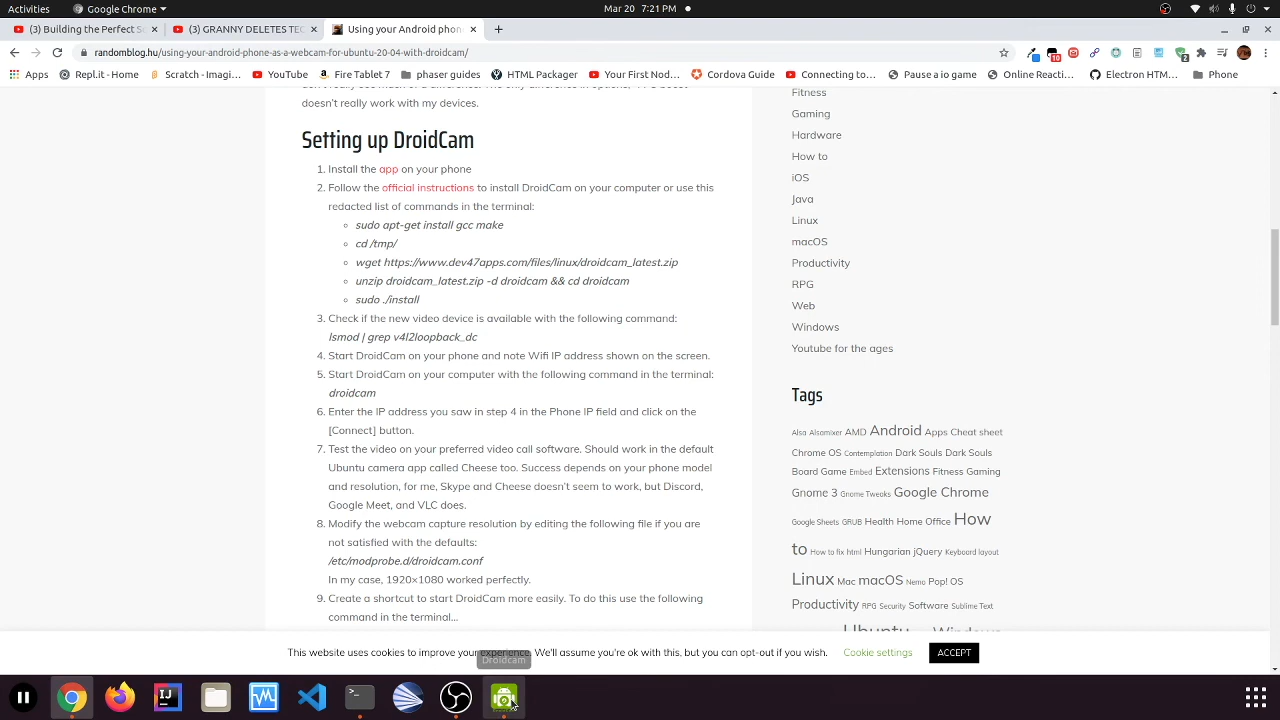 Activities
Google Chrome
Mar 20 7:21 PM
(3) Building the Perfect S
(3) GRANNY DELETES TEC
Using your Android phon
randomblog.hu/using-your-android-phone-as-a-webcam-for-ubuntu-20-04-with-droidcam/
10
2
Apps
Repl.it - Home
Scratch - Imagi...
YouTube
Fire Tablet 7
phaser guides
HTML Packager
Your First Nod...
Cordova Guide
Connecting to...
Pause a io game
Online Reacti...
Electron HTM...
Phone
doesn't really work with my devices.
Setting up DroidCam
1. Install the app on your phone
2. Follow the official instructions to install DroidCam on your computer or use this
redacted list of commands in the terminal:
sudo apt-get install gcc make
cd /tmp/
wget https://www.dev47apps.com/files/linux/droidcam_latest.zip
unzip droidcam_latest.zip -d droidcam && cd droidcam
sudo ./install
3. Check if the new video device is available with the following command:
lsmod | grep v4l2loopback_dc
4. Start DroidCam on your phone and note Wifi IP address shown on the screen.
5. Start DroidCam on your computer with the following command in the terminal:
droidcam
6. Enter the IP address you saw in step 4 in the Phone IP field and click on the
[Connect] button.
7. Test the video on your preferred video call software. Should work in the default
Ubuntu camera app called Cheese too. Success depends on your phone model
and resolution, for me, Skype and Cheese doesn't seem to work, but Discord,
Google Meet, and VLC does.
8. Modify the webcam capture resolution by editing the following file if you are
not satisfied with the defaults:
/etc/modprobe.d/droidcam.conf
In my case, 1920×1080 worked perfectly.
9. Create a shortcut to start DroidCam more easily. To do this use the following
command in the terminal...
Fitness
Gaming
Hardware
How to
iOS
Java
Linux
macOS
Productivity
RPG
Web
Windows
Youtube for the ages
Tags
Alsa Alsamixer AMD Android Apps Cheat sheet
Chrome OS Contemplation Dark Souls Dark Souls
Board Game Embed Extensions Fitness Gaming
Gnome 3 Gnome Tweaks Google Chrome
Google Sheets GRUB Health Home Office How
to How to fix html Hungarian jQuery Keyboard layout
Linux Mac macOS Nemo Pop! OS
Productivity RPG Security Software Sublime Text
Ubuntu Windows
This website uses cookies to improve your experience. We'll assume you're ok with this, but you can opt-out if you wish.
Cookie settings
ACCEPT
Droidcam